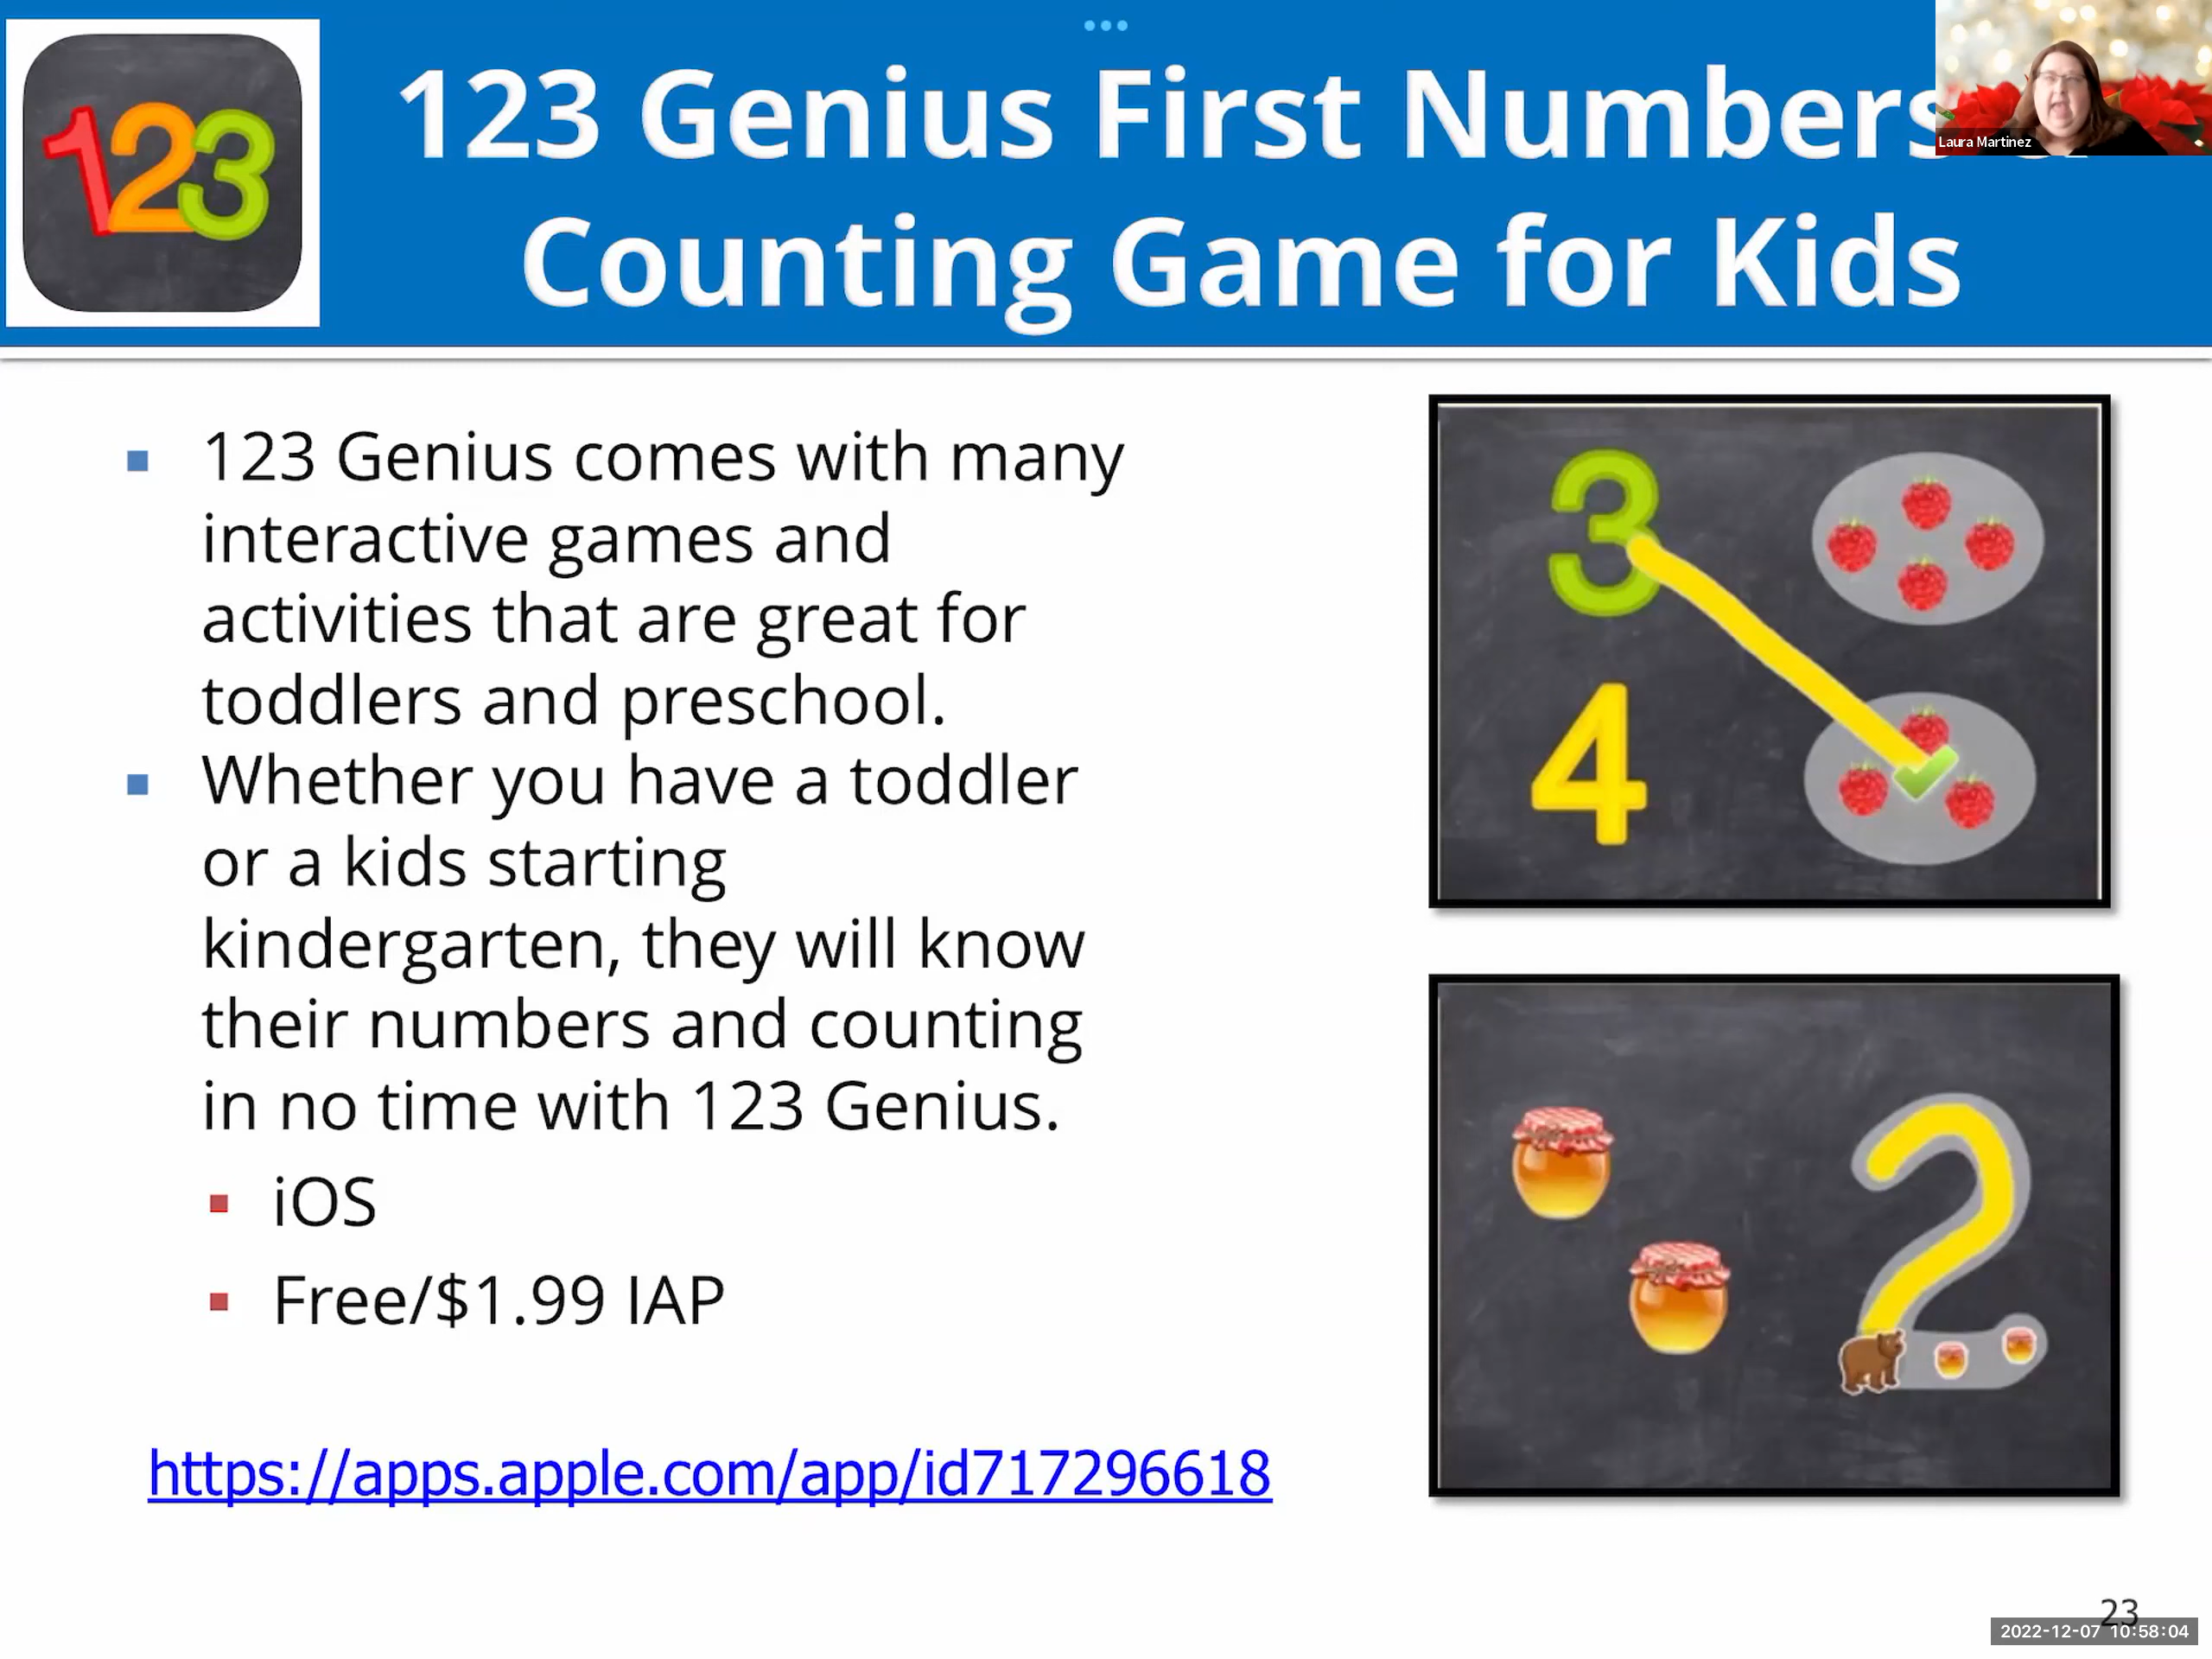 123
123 Genius First Numbers
Laura Martinez
Counting Game for Kids
123 Genius comes with many
interactive games and
activities that are great for
toddlers and preschool.
Whether you have a toddler
or a kids starting
kindergarten, they will know
their numbers and counting
in no time with 123 Genius.
iOS
Free/$1.99 IAP
https://apps.apple.com/app/id717296618
3
4
2
23
2022-12-07 10:58:04